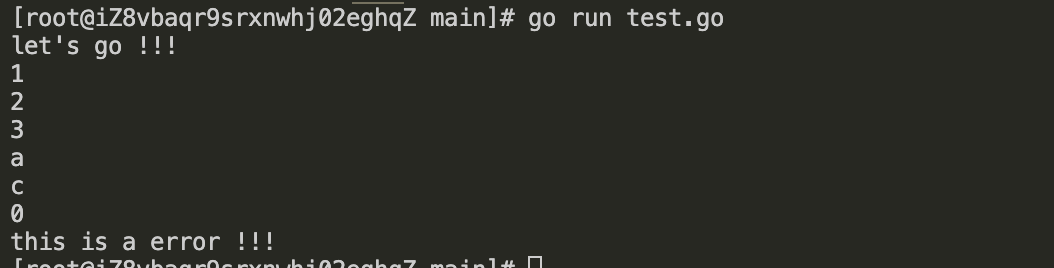 [root@iZ8vbaqr9srxnwhj02eghqZ main]# go run test.go
let's go !!!
1
2
3
a
c
0
this is a error !!!
[root@iZ8vbaqr9srxnwhj02eghqZ main]#